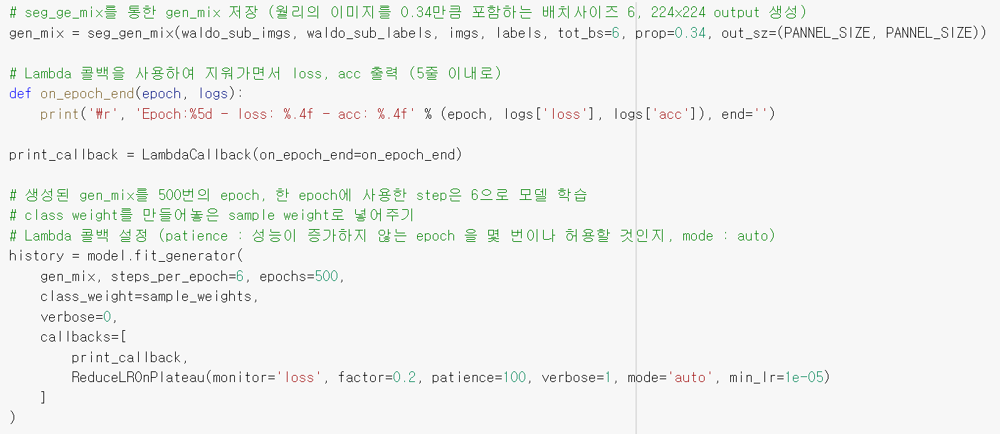 # seg_ge_mix를 통한 gen_mix 저장 (월리의 이미지를 0.34만큼 포함하는 배치사이즈 6, 224x224 output 생성)
gen_mix = seg_gen_mix(waldo_sub_imgs, waldo_sub_labels, imgs, labels, tot_bs=6, prop=0.34, out_sz=(PANNEL_SIZE, PANNEL_SIZE))

# Lambda 콜백을 사용하여 지워가면서 loss, acc 출력 (5줄 이내로)
def on_epoch_end(epoch, logs):
    print('₩r', 'Epoch:%5d - loss: %.4f - acc: %.4f' % (epoch, logs['loss'], logs['acc']), end='')

print_callback = LambdaCallback(on_epoch_end=on_epoch_end)

# 생성된 gen_mix를 500번의 epoch, 한 epoch에 사용한 step은 6으로 모델 학습
# class weight를 만들어놓은 sample weight로 넣어주기
# Lambda 콜백 설정 (patience : 성능이 증가하지 않는 epoch 을 몇 번이나 허용할 것인지, mode : auto)
history = model.fit_generator(
    gen_mix, steps_per_epoch=6, epochs=500,
    class_weight=sample_weights,
    verbose=0,
    callbacks=[
        print_callback,
        ReduceLROnPlateau(monitor='loss', factor=0.2, patience=100, verbose=1, mode='auto', min_lr=1e-05)
    ]
)